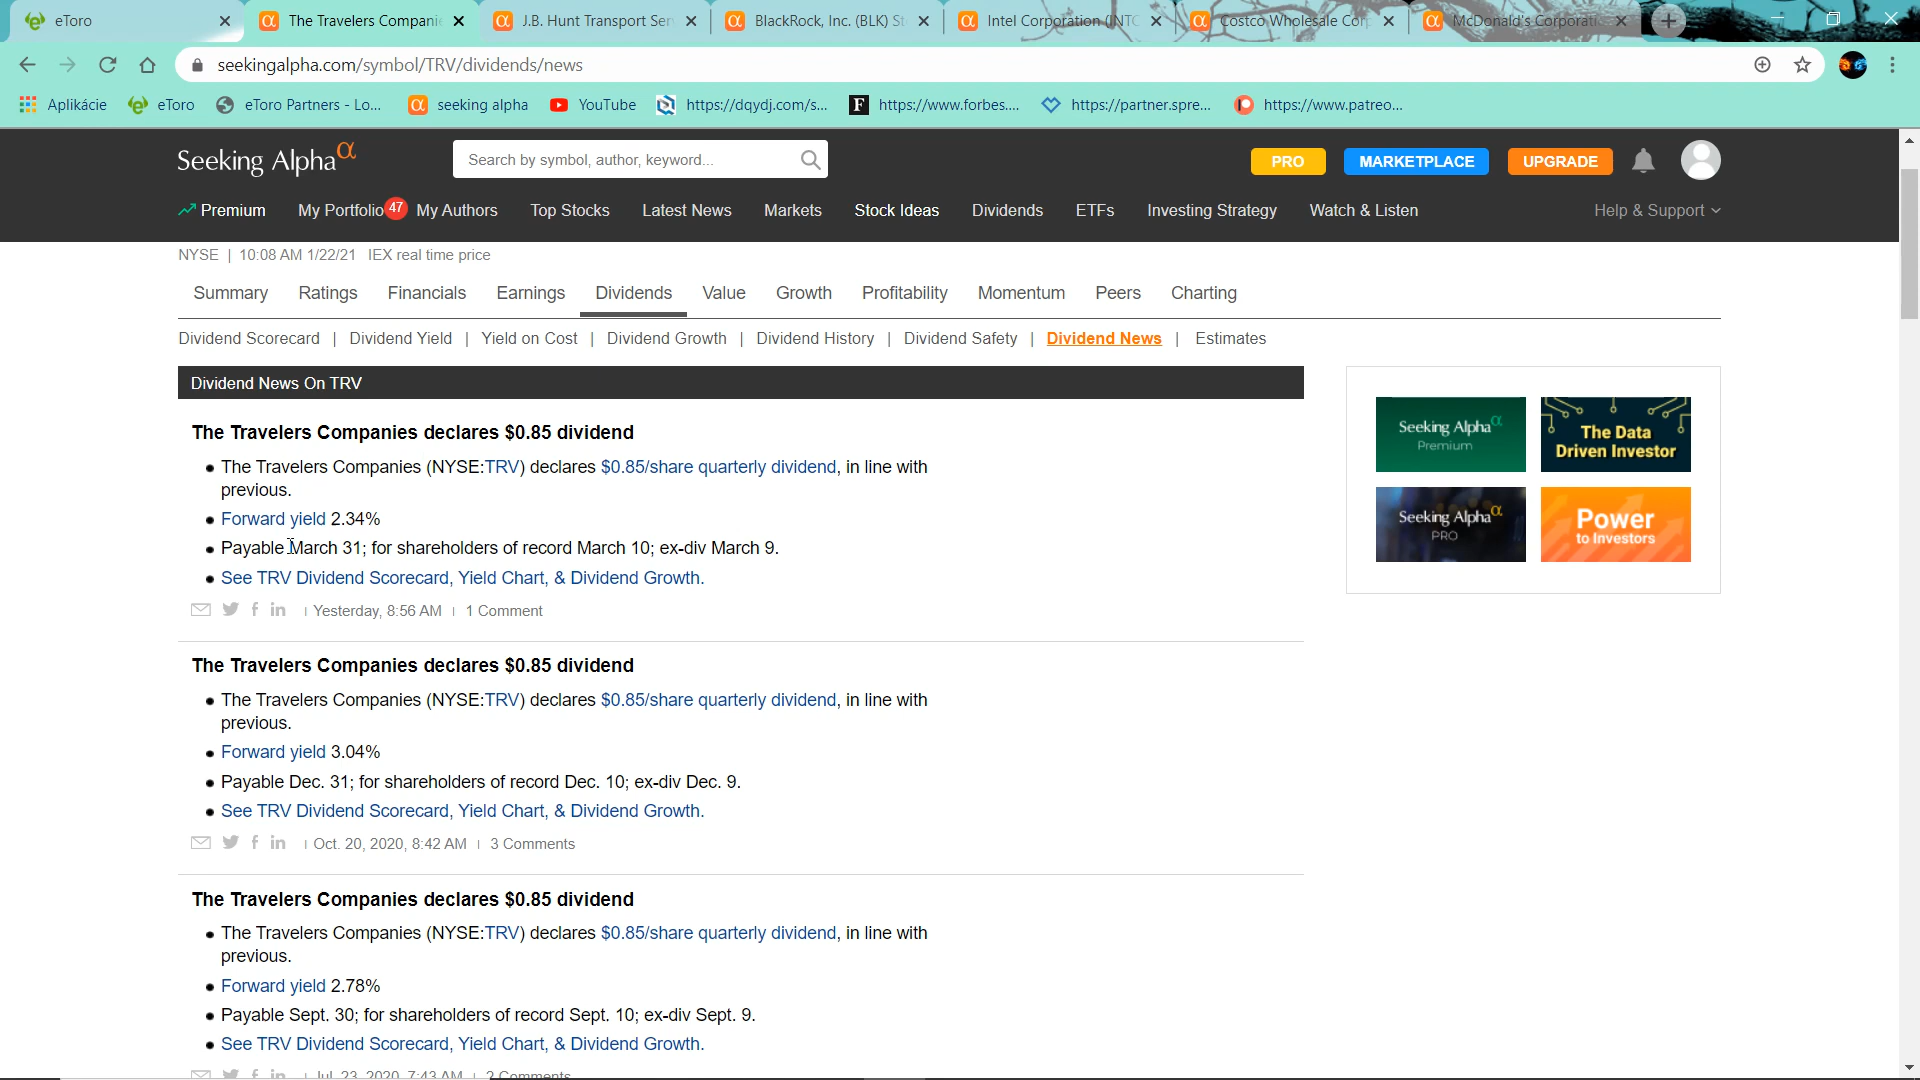 eToro
The Travelers Companie
J.B. Hunt Transport Ser
BlackRock, Inc. (BLK) St
Intel Corporation (INTC
Costco Wholesale Corp
McDonald's Corporatio
seekingalpha.com/symbol/TRV/dividends/news
Aplikácie
eToro
eToro Partners - Lo...
seeking alpha
YouTube
https://dqydj.com/s...
https://www.forbes....
https://partner.spre...
https://www.patreo...
Seeking Alpha α
Search by symbol, author, keyword...
PRO
MARKETPLACE
UPGRADE
Premium
My Portfolio 47
My Authors
Top Stocks
Latest News
Markets
Stock Ideas
Dividends
ETFs
Investing Strategy
Watch & Listen
Help & Support
NYSE | 10:08 AM 1/22/21 IEX real time price
Summary Ratings Financials Earnings Dividends Value Growth Profitability Momentum Peers Charting
Dividend Scorecard | Dividend Yield | Yield on Cost | Dividend Growth | Dividend History | Dividend Safety | Dividend News | Estimates
Dividend News On TRV
The Travelers Companies declares $0.85 dividend
The Travelers Companies (NYSE:TRV) declares $0.85/share quarterly dividend, in line with
previous.
Forward yield 2.34%
Payable March 31; for shareholders of record March 10; ex-div March 9.
See TRV Dividend Scorecard, Yield Chart, & Dividend Growth.
Yesterday, 8:56 AM | 1 Comment
The Travelers Companies declares $0.85 dividend
The Travelers Companies (NYSE:TRV) declares $0.85/share quarterly dividend, in line with
previous.
Forward yield 3.04%
Payable Dec. 31; for shareholders of record Dec. 10; ex-div Dec. 9.
See TRV Dividend Scorecard, Yield Chart, & Dividend Growth.
Oct. 20, 2020, 8:42 AM | 3 Comments
The Travelers Companies declares $0.85 dividend
The Travelers Companies (NYSE:TRV) declares $0.85/share quarterly dividend, in line with
previous.
Forward yield 2.78%
Payable Sept. 30; for shareholders of record Sept. 10; ex-div Sept. 9.
See TRV Dividend Scorecard, Yield Chart, & Dividend Growth.
Jul. 23, 2020, 7:43 AM | 2 Comments
Seeking Alpha α
Premium
The Data
Driven Investor
Seeking Alpha α
PRO
Power
to Investors